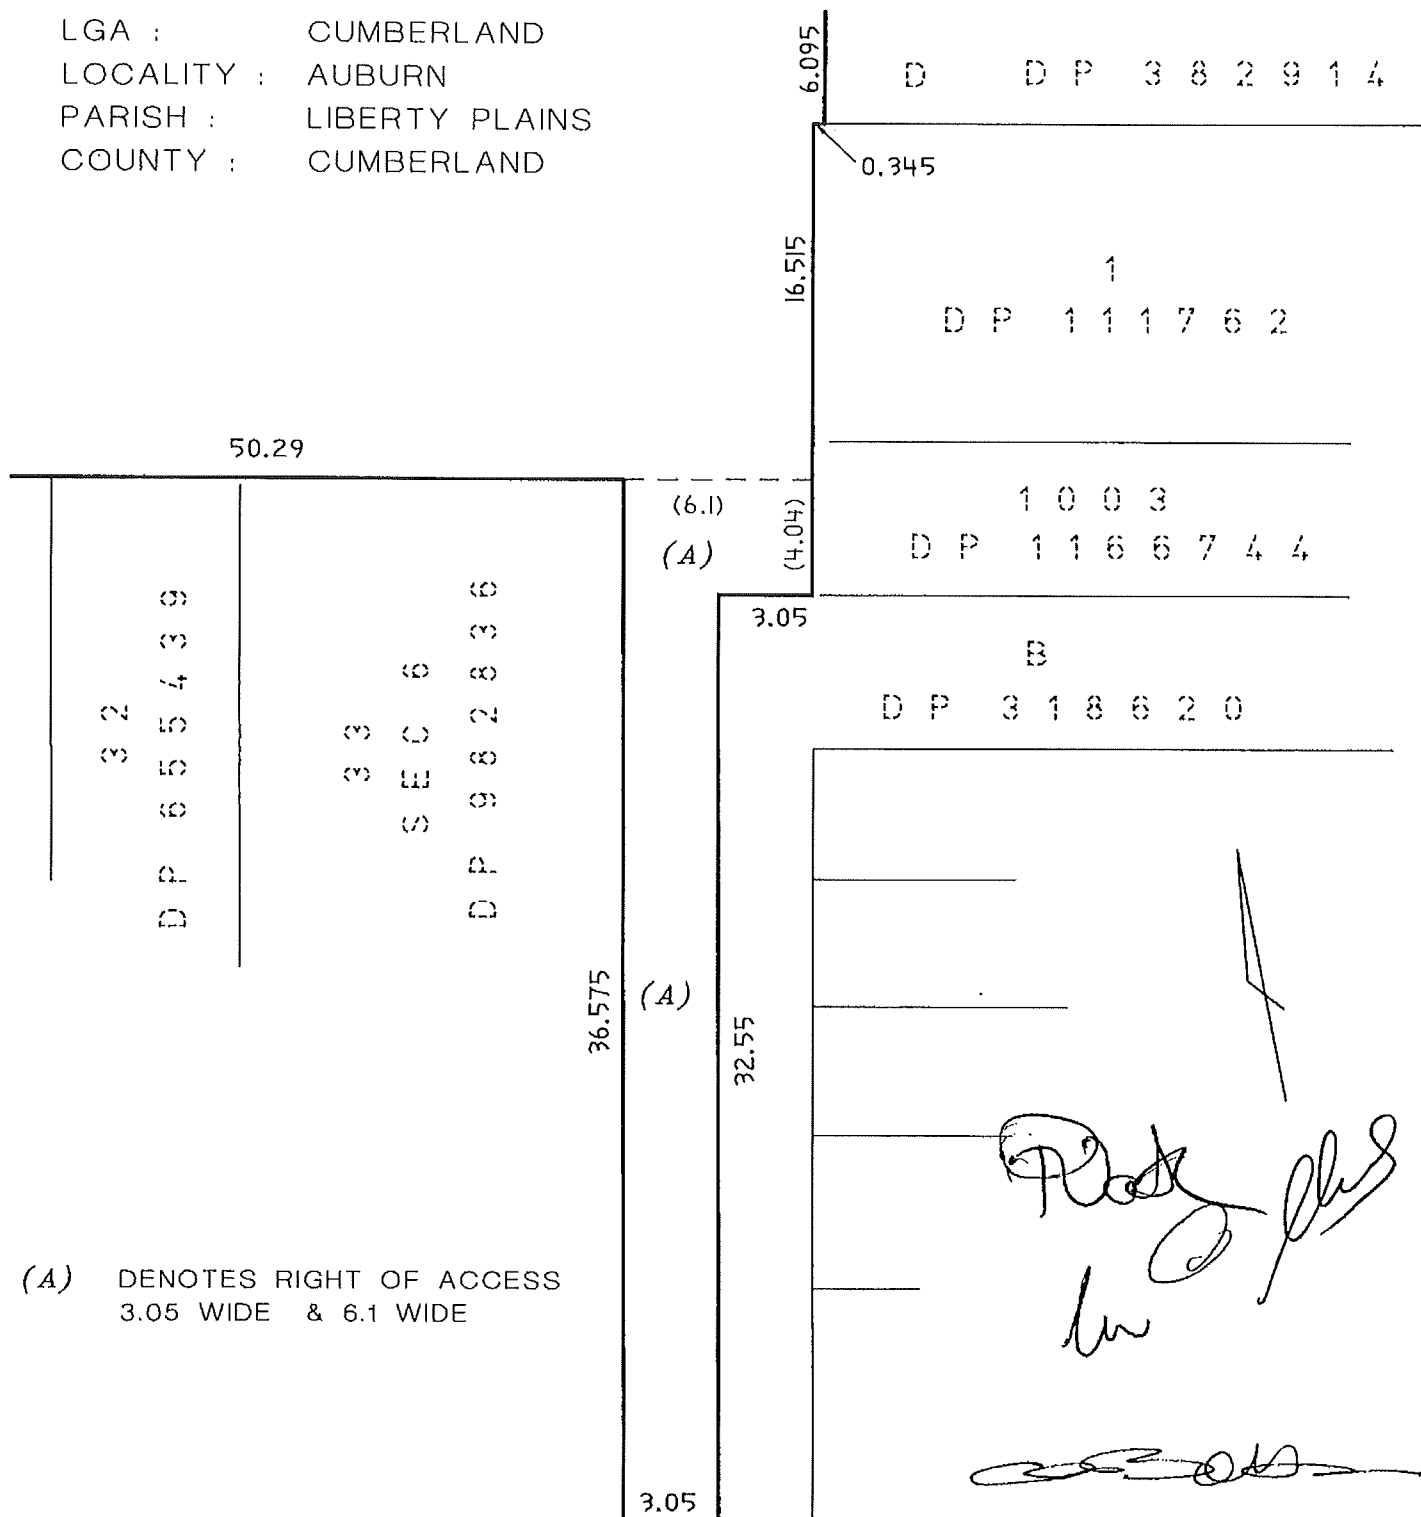 LGA : CUMBERLAND
LOCALITY : AUBURN
PARISH : LIBERTY PLAINS
COUNTY : CUMBERLAND
6.095
D DP 382914
0.345
16.515
1
DP 111762
50.29
(6.1)
(A)
(4.04)
1003
DP 1166744
3.05
B
DP 318620
32
DP 655439
33
SEC 6
DP 982836
36.575
(A)
32.55
(A) DENOTES RIGHT OF ACCESS
3.05 WIDE & 6.1 WIDE
3.05